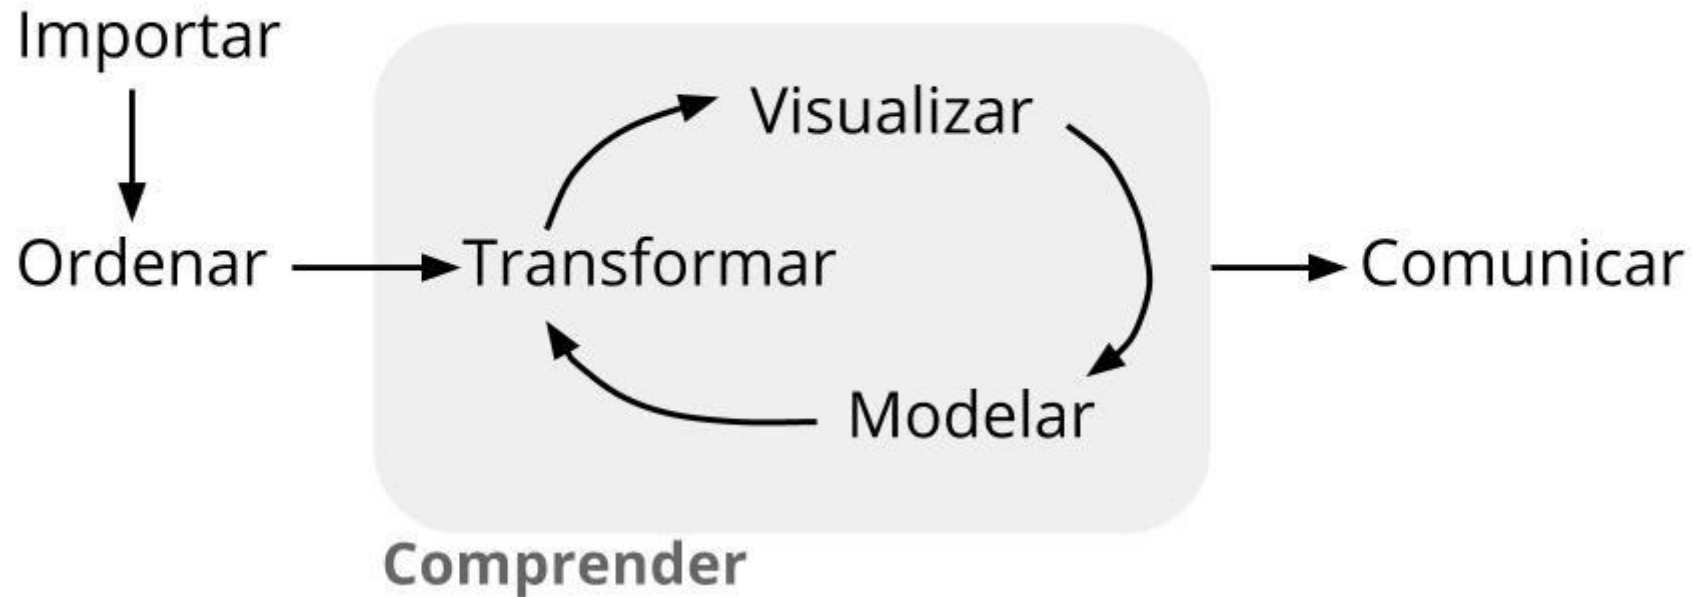 Importar
Visualizar
Ordenar
Transformar
Comunicar
Modelar
Comprender